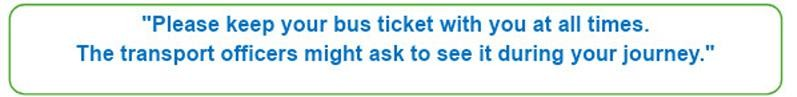 "Please keep your bus ticket with you at all times.
The transport officers might ask to see it during your journey."